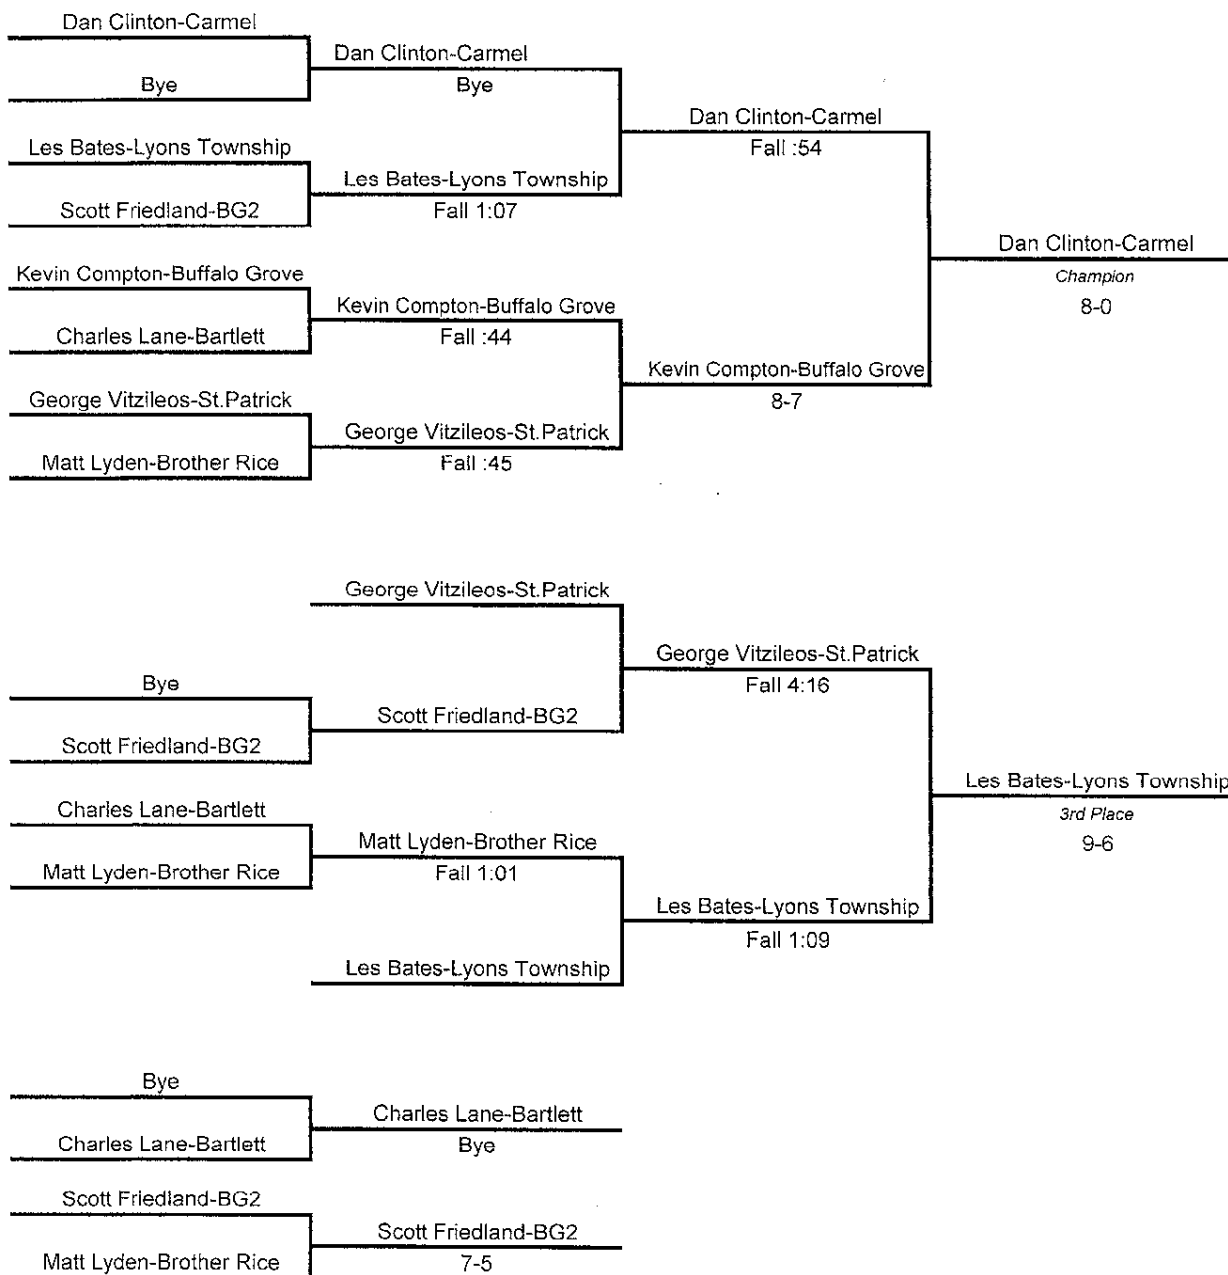 Dan Clinton-Carmel
Bye
Dan Clinton-Carmel
Bye
Les Bates-Lyons Township
Scott Friedland-BG2
Les Bates-Lyons Township
Fall 1:07
Dan Clinton-Carmel
Fall :54
Kevin Compton-Buffalo Grove
Charles Lane-Bartlett
Kevin Compton-Buffalo Grove
Fall :44
George Vitzileos-St.Patrick
Matt Lyden-Brother Rice
George Vitzileos-St.Patrick
Fall :45
Kevin Compton-Buffalo Grove
8-7
Dan Clinton-Carmel
Champion
8-0
George Vitzileos-St.Patrick
Bye
Scott Friedland-BG2
Scott Friedland-BG2
George Vitzileos-St.Patrick
Fall 4:16
Charles Lane-Bartlett
Matt Lyden-Brother Rice
Matt Lyden-Brother Rice
Fall 1:01
Les Bates-Lyons Township
Les Bates-Lyons Township
Fall 1:09
Les Bates-Lyons Township
3rd Place
9-6
Bye
Charles Lane-Bartlett
Charles Lane-Bartlett
Bye
Scott Friedland-BG2
Matt Lyden-Brother Rice
Scott Friedland-BG2
7-5